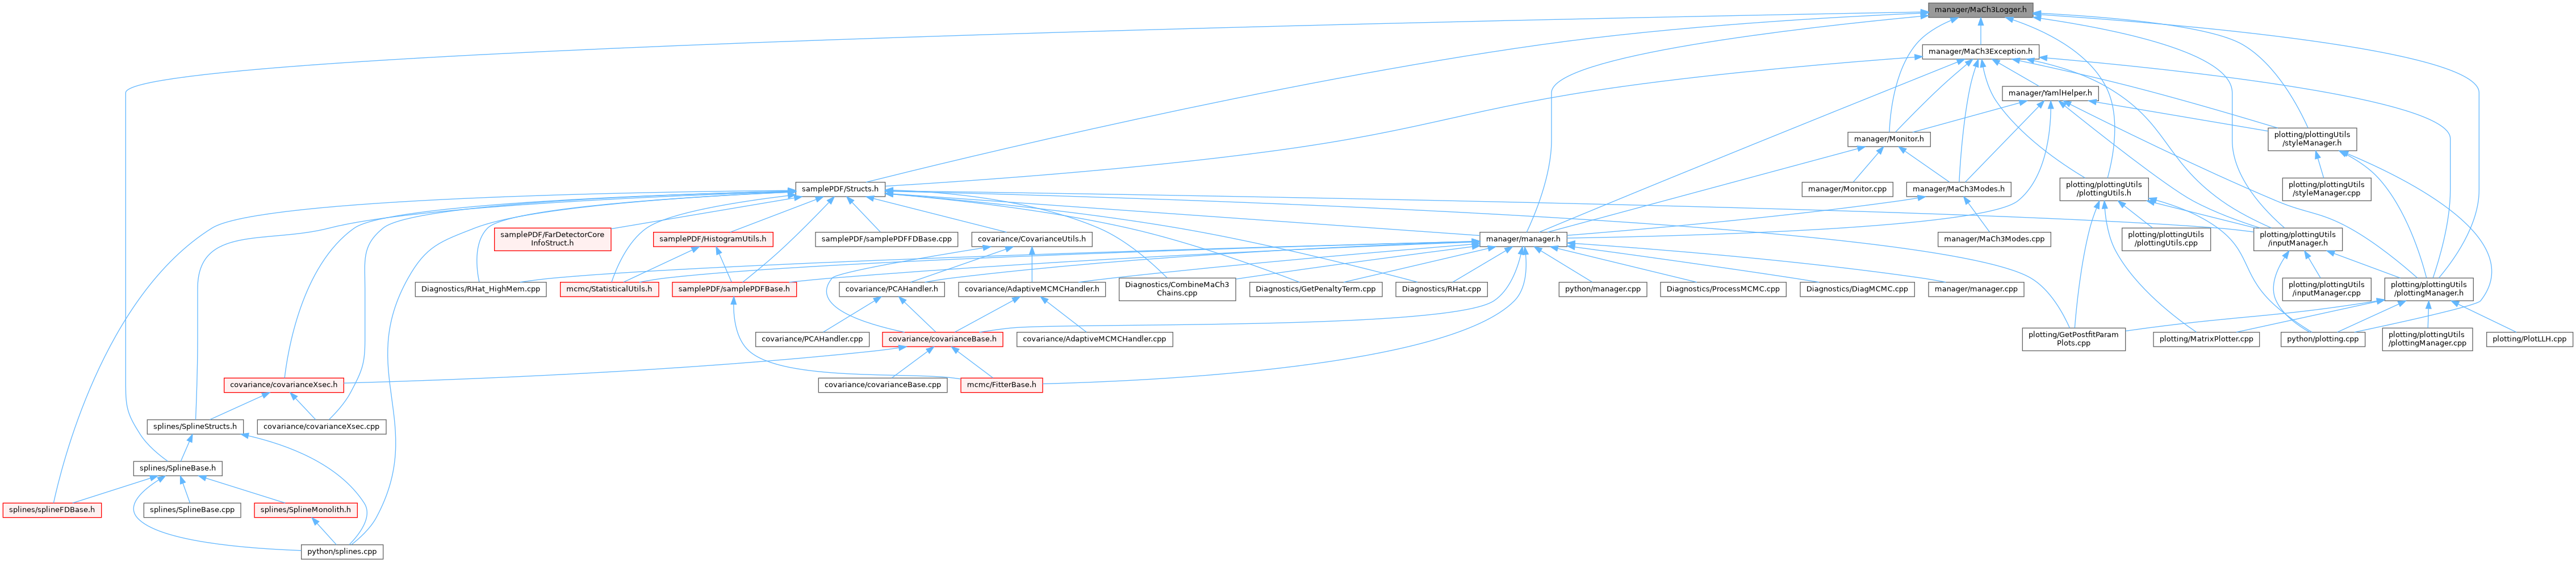 manager/MaCh3Logger.h
manager/MaCh3Exception.h
manager/YamlHelper.h
manager/Monitor.h
plotting/plottingUtils
/styleManager.h
samplePDF/Structs.h
manager/Monitor.cpp
manager/MaCh3Modes.h
plotting/plottingUtils
/plottingUtils.h
plotting/plottingUtils
/styleManager.cpp
samplePDF/FarDetectorCore
InfoStruct.h
samplePDF/HistogramUtils.h
samplePDF/samplePDFFDBase.cpp
covariance/CovarianceUtils.h
manager/manager.h
manager/MaCh3Modes.cpp
plotting/plottingUtils
/plottingUtils.cpp
plotting/plottingUtils
/inputManager.h
Diagnostics/RHat_HighMem.cpp
mcmc/StatisticalUtils.h
samplePDF/samplePDFBase.h
covariance/PCAHandler.h
covariance/AdaptiveMCMCHandler.h
Diagnostics/CombineMaCh3
Chains.cpp
Diagnostics/GetPenaltyTerm.cpp
Diagnostics/RHat.cpp
python/manager.cpp
Diagnostics/ProcessMCMC.cpp
Diagnostics/DiagMCMC.cpp
manager/manager.cpp
plotting/plottingUtils
/inputManager.cpp
plotting/plottingUtils
/plottingManager.h
covariance/PCAHandler.cpp
covariance/covarianceBase.h
covariance/AdaptiveMCMCHandler.cpp
plotting/GetPostfitParam
Plots.cpp
plotting/MatrixPlotter.cpp
python/plotting.cpp
plotting/plottingUtils
/plottingManager.cpp
plotting/PlotLLH.cpp
covariance/covarianceXsec.h
covariance/covarianceBase.cpp
mcmc/FitterBase.h
splines/SplineStructs.h
covariance/covarianceXsec.cpp
splines/SplineBase.h
splines/splineFDBase.h
splines/SplineBase.cpp
splines/SplineMonolith.h
python/splines.cpp